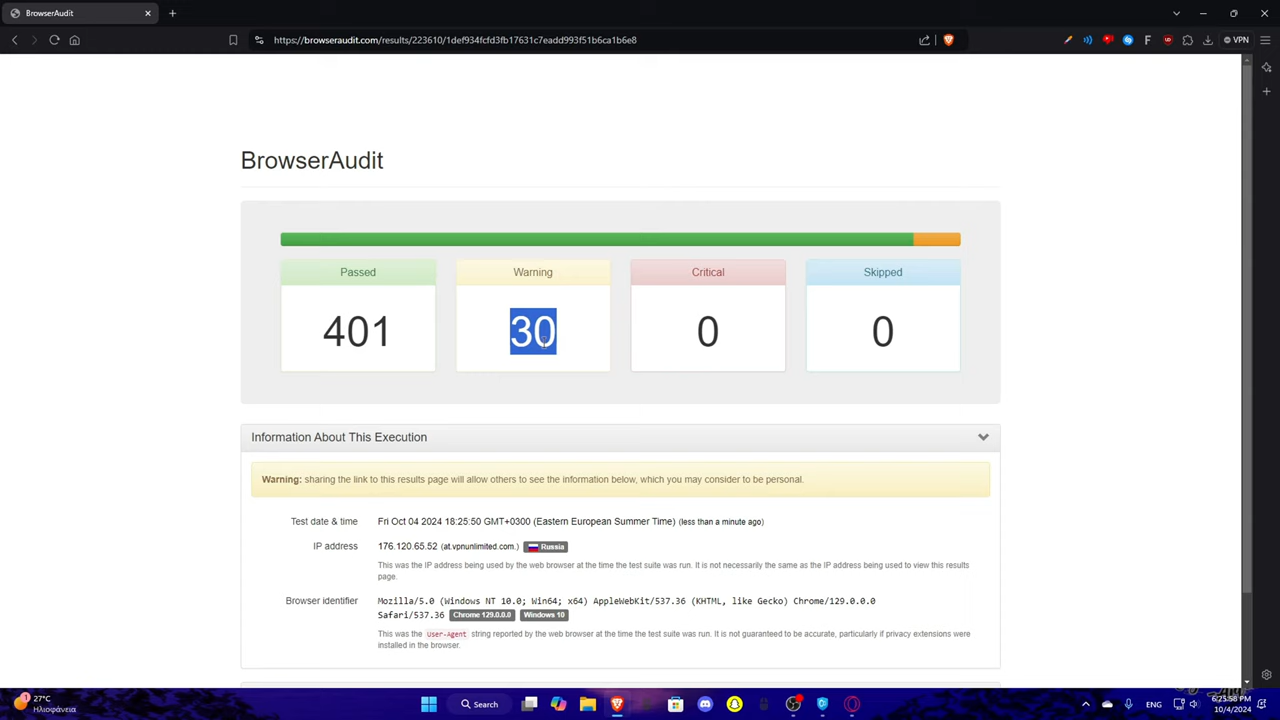 BrowserAudit
https://browseraudit.com/results/223610/1def934fcfd3fb17631c7eadd993f51b6ca1b6e8
VPN
BrowserAudit
Passed
Warning
Critical
Skipped
401
30
0
0
Information About This Execution
Warning: sharing the link to this results page will allow others to see the information below, which you may consider to be personal.
Test date & time
Fri Oct 04 2024 18:25:50 GMT+0300 (Eastern European Summer Time) (less than a minute ago)
IP address
176.120.65.52 (at.vpnunlimited.com.) Russia
This was the IP address being used by the web browser at the time the test suite was run. It is not necessarily the same as the IP address being used to view this results
page.
Browser identifier
Mozilla/5.0 (Windows NT 10.0; Win64; x64) AppleWebKit/537.36 (KHTML, like Gecko) Chrome/129.0.0.0
Safari/537.36 Chrome 129.0.0.0 Windows 10
This was the User-Agent string reported by the web browser at the time the test suite was run. It is not guaranteed to be accurate, particularly if privacy extensions were
installed in the browser.
27°C
Ηλιοφάνεια
Search
ENG
6:25:58 PM
10/4/2024